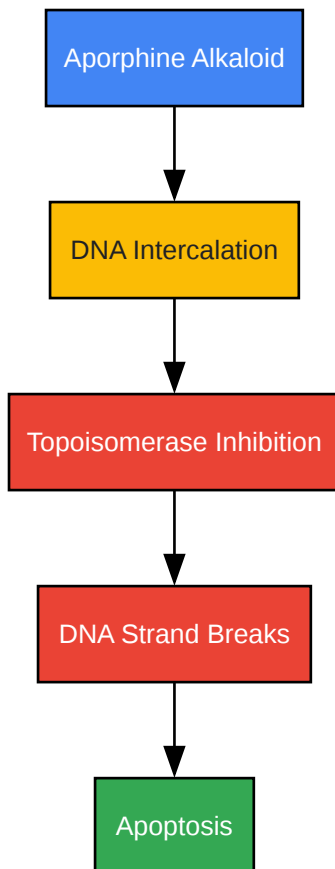 Aporphine Alkaloid
DNA Intercalation
Topoisomerase Inhibition
DNA Strand Breaks
Apoptosis